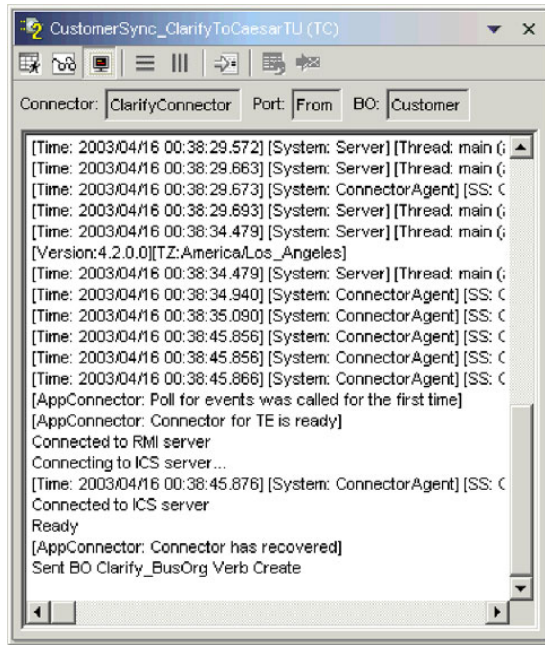 CustomerSync_ClarifyToCaesarTU (TC)
Connector: ClarifyConnector Port: From BO: Customer
[Time: 2003/04/16 00:38:29.572] [System: Server] [Thread: main (
[Time: 2003/04/16 00:38:29.663] [System: Server] [Thread: main (
[Time: 2003/04/16 00:38:29.673] [System: ConnectorAgent] [SS: C
[Time: 2003/04/16 00:38:29.693] [System: Server] [Thread: main (
[Time: 2003/04/16 00:38:34.479] [System: Server] [Thread: main (
[Version:4.2.0.0][TZ:America/Los_Angeles]
[Time: 2003/04/16 00:38:34.479] [System: Server] [Thread: main (
[Time: 2003/04/16 00:38:34.940] [System: ConnectorAgent] [SS: C
[Time: 2003/04/16 00:38:35.090] [System: ConnectorAgent] [SS: C
[Time: 2003/04/16 00:38:45.856] [System: ConnectorAgent] [SS: C
[Time: 2003/04/16 00:38:45.856] [System: ConnectorAgent] [SS: C
[Time: 2003/04/16 00:38:45.866] [System: ConnectorAgent] [SS: C
[AppConnector: Poll for events was called for the first time]
[AppConnector: Connector for TE is ready]
Connected to RMI server
Connecting to ICS server...
[Time: 2003/04/16 00:38:45.876] [System: ConnectorAgent] [SS: C
Connected to ICS server
Ready
[AppConnector: Connector has recovered]
Sent BO Clarify_BusOrg Verb Create